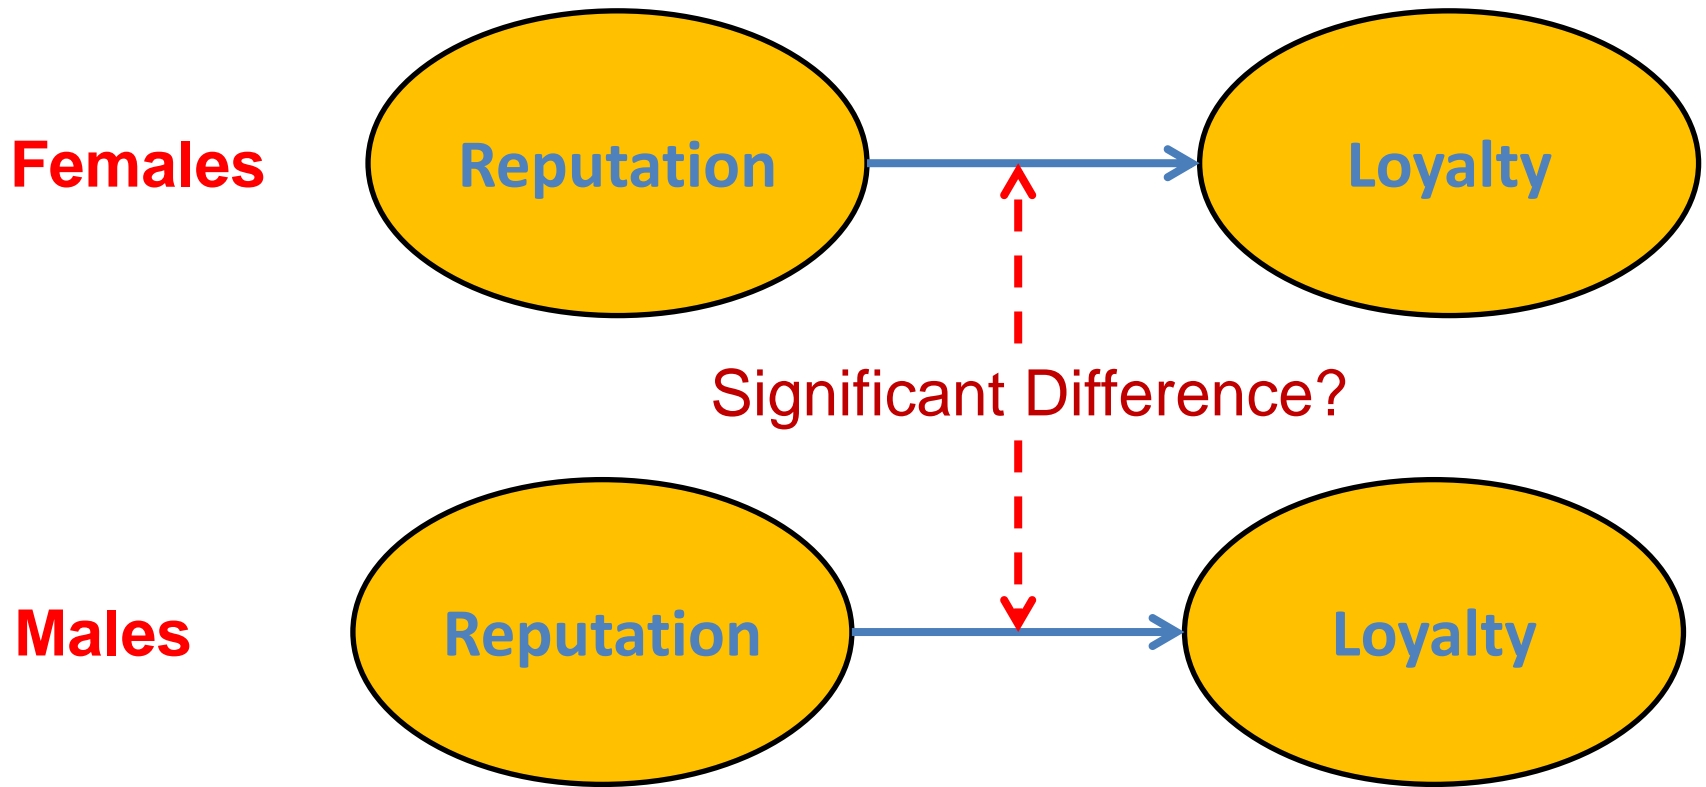 Females
Reputation
Loyalty
Significant Difference?
Males
Reputation
Loyalty